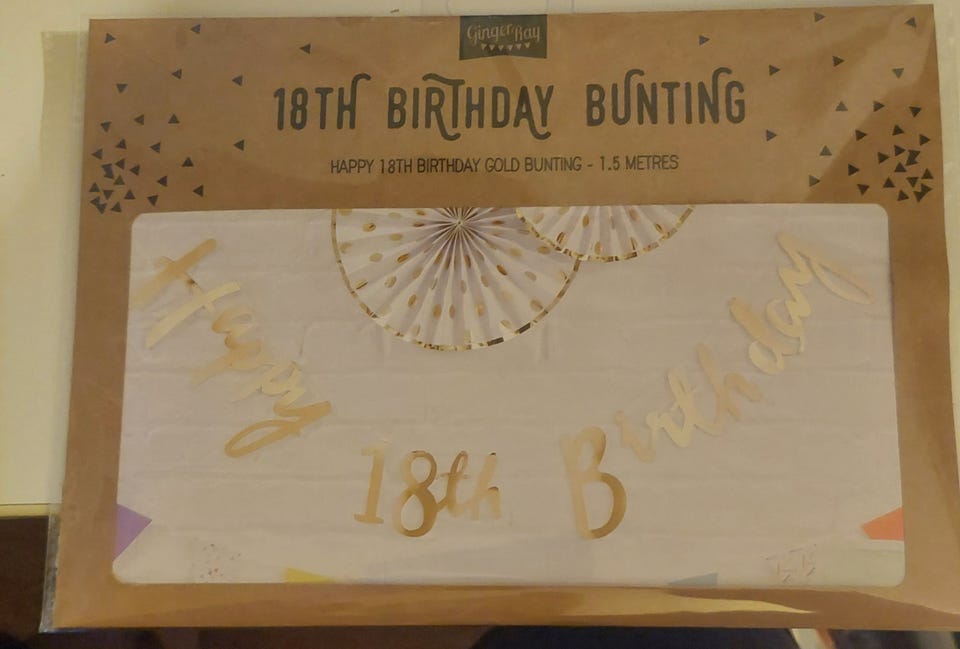 Ginger Ray
18TH BIRTHDAY BUNTING
HAPPY 18TH BIRTHDAY GOLD BUNTING - 1.5 METRES
Happy 18th Birthday